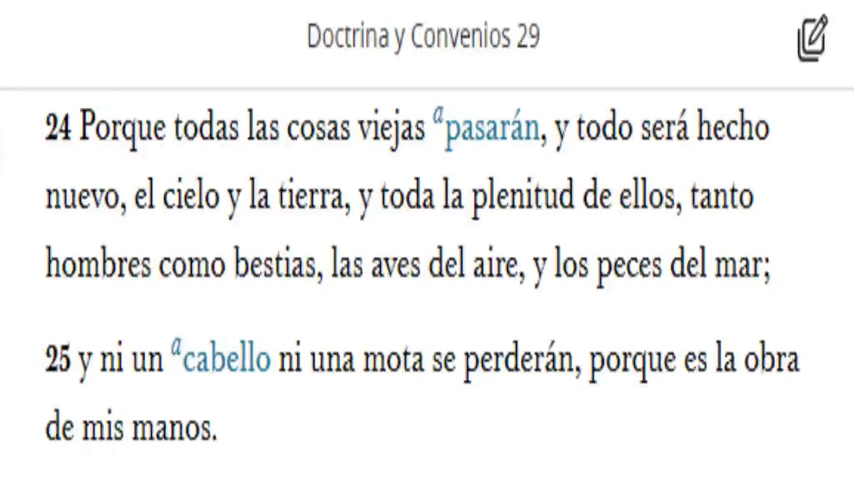 Doctrina y Convenios 29
24 Porque todas las cosas viejas ªpasarán, y todo será hecho
nuevo, el cielo y la tierra, y toda la plenitud de ellos, tanto
hombres como bestias, las aves del aire, y los peces del mar;
25 y ni un ªcabello ni una mota se perderán, porque es la obra
de mis manos.